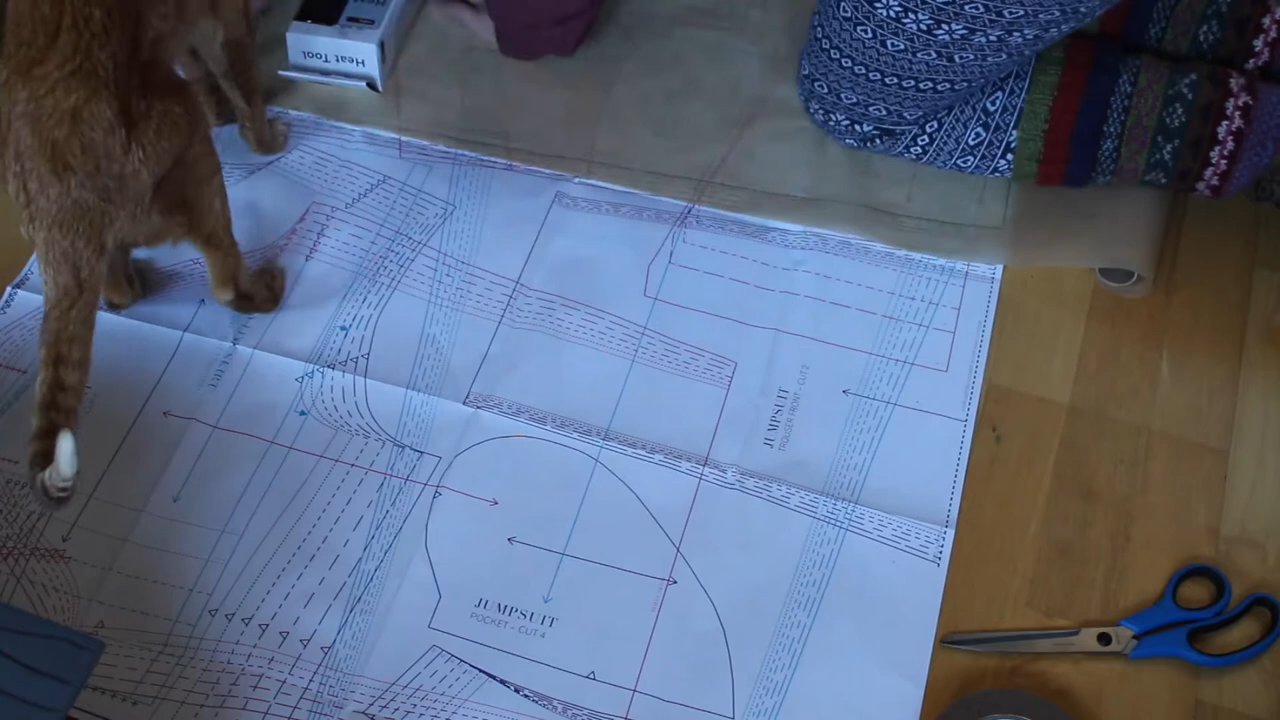 Heat Tool
JUMPSUIT
TROUSER FRONT - CUT 2
JUMPSUIT
POCKET - CUT 4